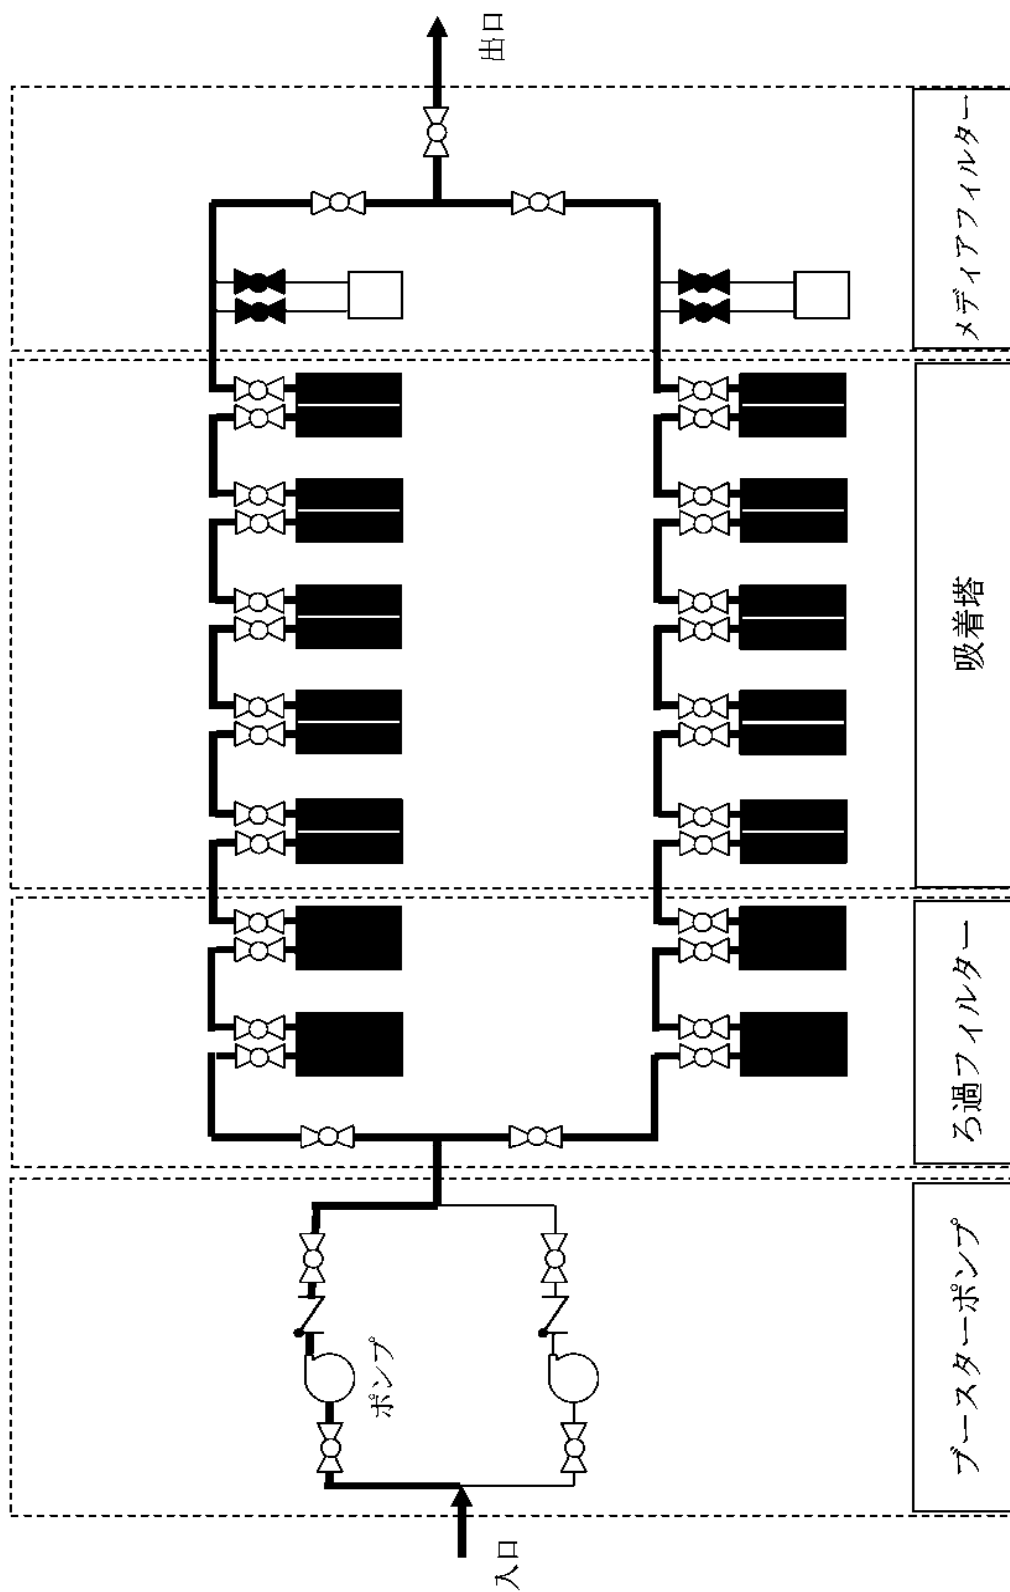 入口
ポンプ
出口
ブースターポンプ
ろ過フィルター
吸着塔
メディアフィルター